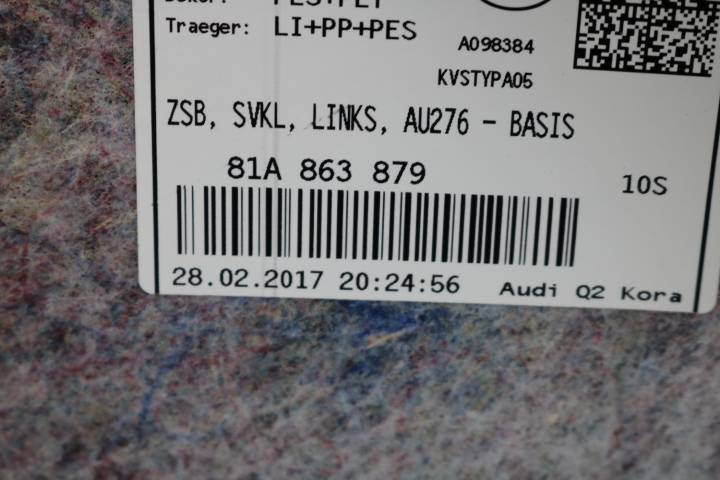 Traeger: LI+PP+PES
A098384
KVSTYPA05
ZSB, SVKL, LINKS, AU276 - BASIS
81A 863 879
10S
28.02.2017 20:24:56 Audi Q2 Kora